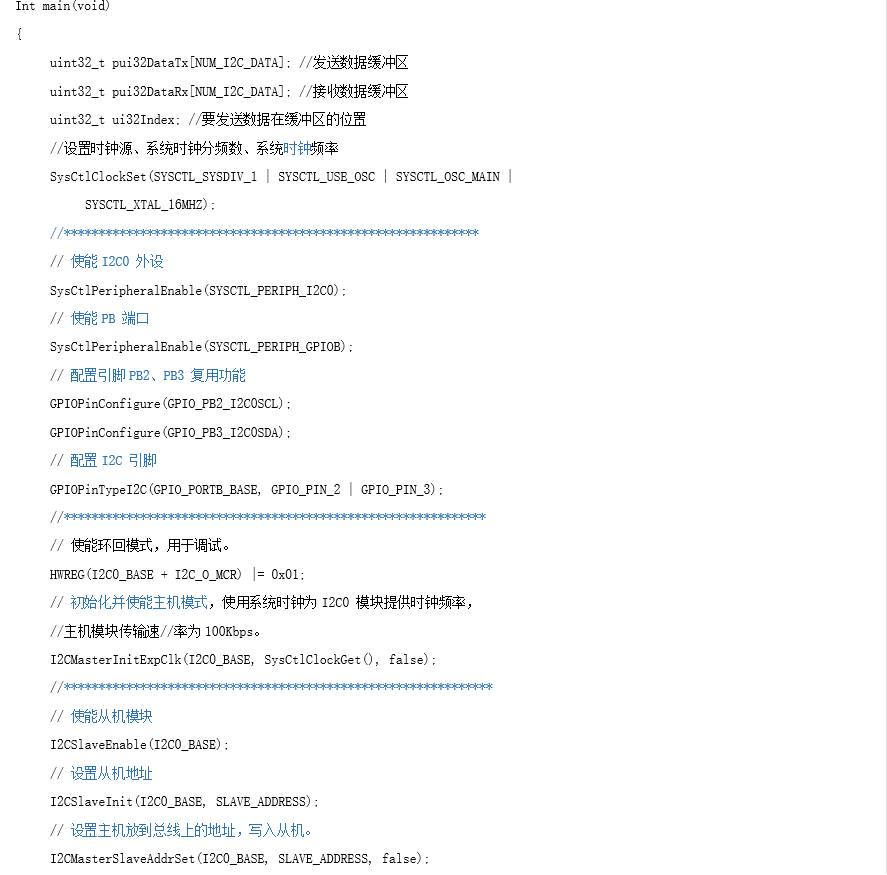 Int main(void)
{
uint32_t pui32DataTx[NUM_I2C_DATA]; //发送数据缓冲区
uint32_t pui32DataRx[NUM_I2C_DATA]; //接收数据缓冲区
uint32_t ui32Index; //要发送数据在缓冲区的位置
//设置时钟源、系统时钟分频数、系统时钟频率
SysCtlClockSet(SYSCTL_SYSDIV_1 | SYSCTL_USE_OSC | SYSCTL_OSC_MAIN |
SYSCTL_XTAL_16MHZ);
//************************************************************
// 使能 I2C0 外设
SysCtlPeripheralEnable(SYSCTL_PERIPH_I2C0);
// 使能 PB 端口
SysCtlPeripheralEnable(SYSCTL_PERIPH_GPIOB);
// 配置引脚 PB2、PB3 复用功能
GPIOPinConfigure(GPIO_PB2_I2C0SCL);
GPIOPinConfigure(GPIO_PB3_I2C0SDA);
// 配置 I2C 引脚
GPIOPinTypeI2C(GPIO_PORTB_BASE, GPIO_PIN_2 | GPIO_PIN_3);
//*************************************************************
// 使能环回模式，用于调试。
HWREG(I2C0_BASE + I2C_O_MCR) |= 0x01;
// 初始化并使能主机模式，使用系统时钟为 I2C0 模块提供时钟频率，
//主机模块传输速//率为 100Kbps。
I2CMasterInitExpClk(I2C0_BASE, SysCtlClockGet(), false);
//**************************************************************
// 使能从机模块
I2CSlaveEnable(I2C0_BASE);
// 设置从机地址
I2CSlaveInit(I2C0_BASE, SLAVE_ADDRESS);
// 设置主机放到总线上的地址，写入从机。
I2CMasterSlaveAddrSet(I2C0_BASE, SLAVE_ADDRESS, false);